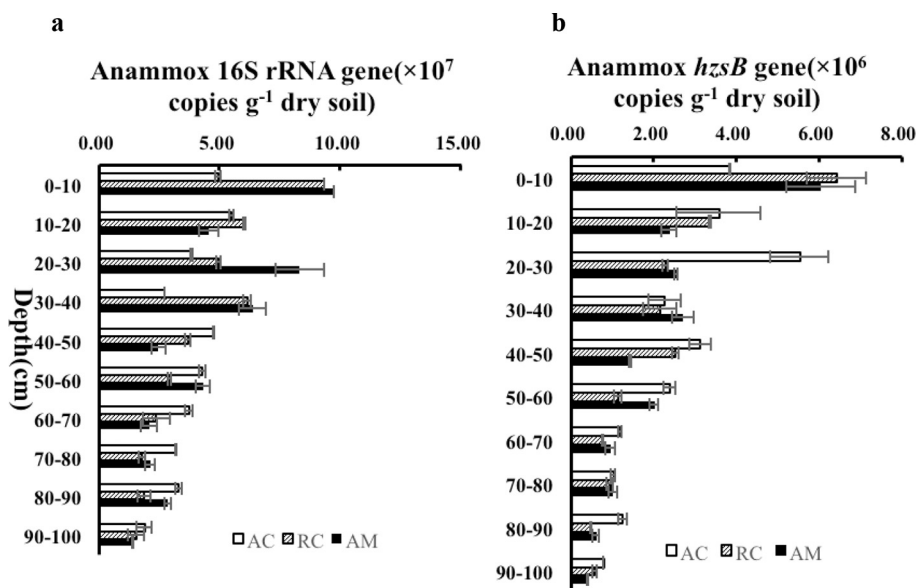 a
Anammox 16S rRNA gene(×10⁷
copies g⁻¹ dry soil)
0.00 5.00 10.00 15.00
Depth(cm)
0-10
10-20
20-30
30-40
40-50
50-60
60-70
70-80
80-90
90-100
AC RC AM
b
Anammox hzsB gene(×10⁶
copies g⁻¹ dry soil)
0.00 2.00 4.00 6.00 8.00
0-10
10-20
20-30
30-40
40-50
50-60
60-70
70-80
80-90
90-100
AC RC AM